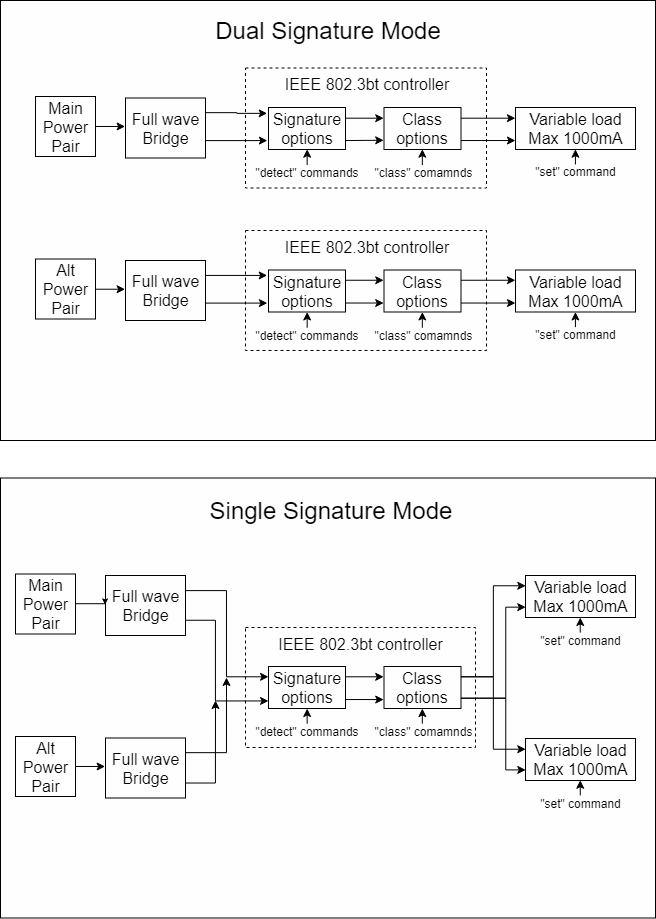 Dual Signature Mode
IEEE 802.3bt controller
Main
Power
Pair
Full wave
Bridge
Signature
options
Class
options
Variable load
Max 1000mA
"detect" commands
"class" comamnds
"set" command
IEEE 802.3bt controller
Alt
Power
Pair
Full wave
Bridge
Signature
options
Class
options
Variable load
Max 1000mA
"detect" commands
"class" comamnds
"set" command
Single Signature Mode
Main
Power
Pair
Full wave
Bridge
Variable load
Max 1000mA
"set" command
IEEE 802.3bt controller
Signature
options
Class
options
"detect" commands
"class" comamnds
Alt
Power
Pair
Full wave
Bridge
Variable load
Max 1000mA
"set" command